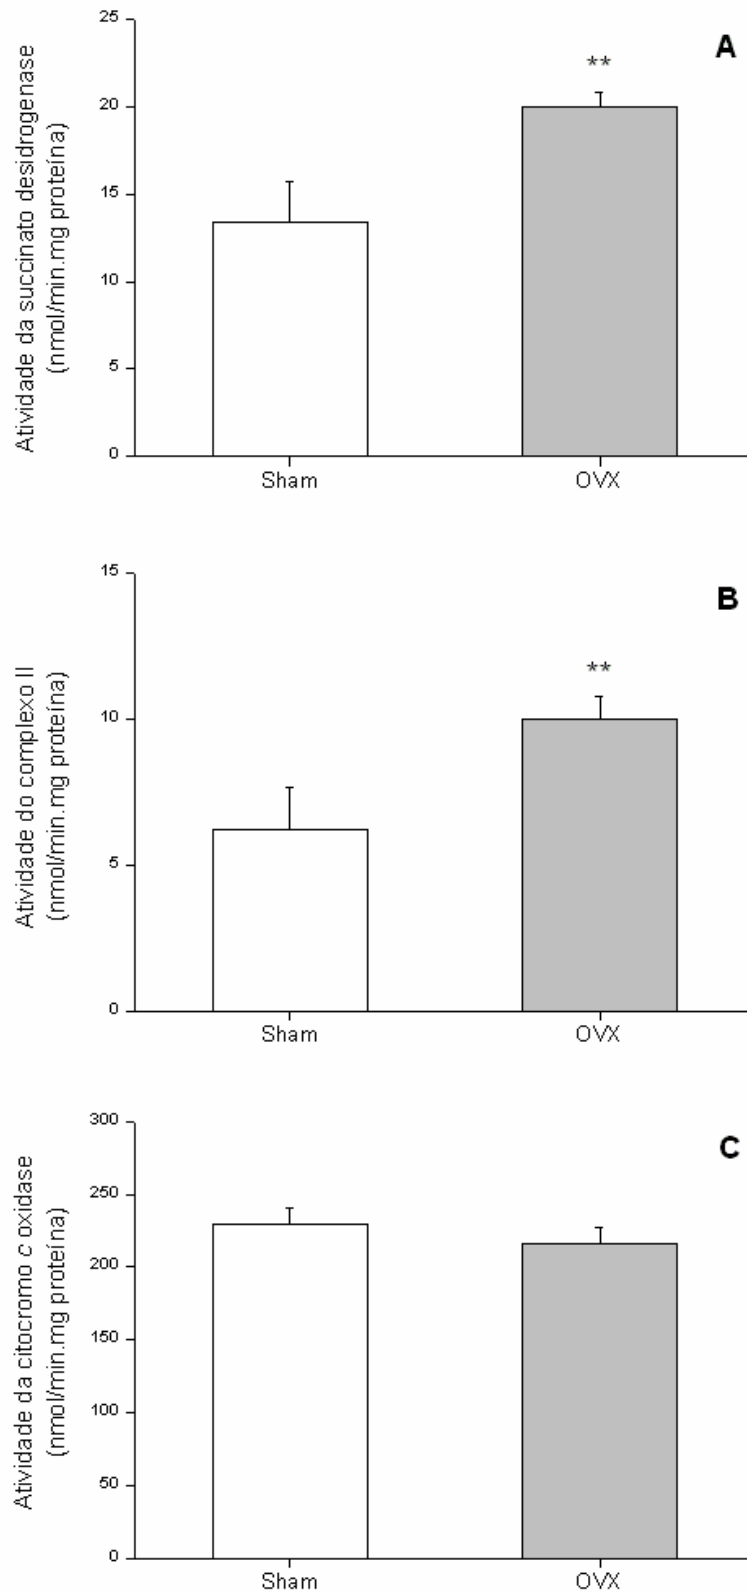 A
Atividade da succinato desidrogenase
(nmol/min.mg proteína)
25
20
15
10
5
0
**
Sham
OVX
B
Atividade do complexo II
(nmol/min.mg proteína)
15
10
5
0
**
Sham
OVX
C
Atividade da citocromo c oxidase
(nmol/min.mg proteína)
300
250
200
150
100
50
0
Sham
OVX